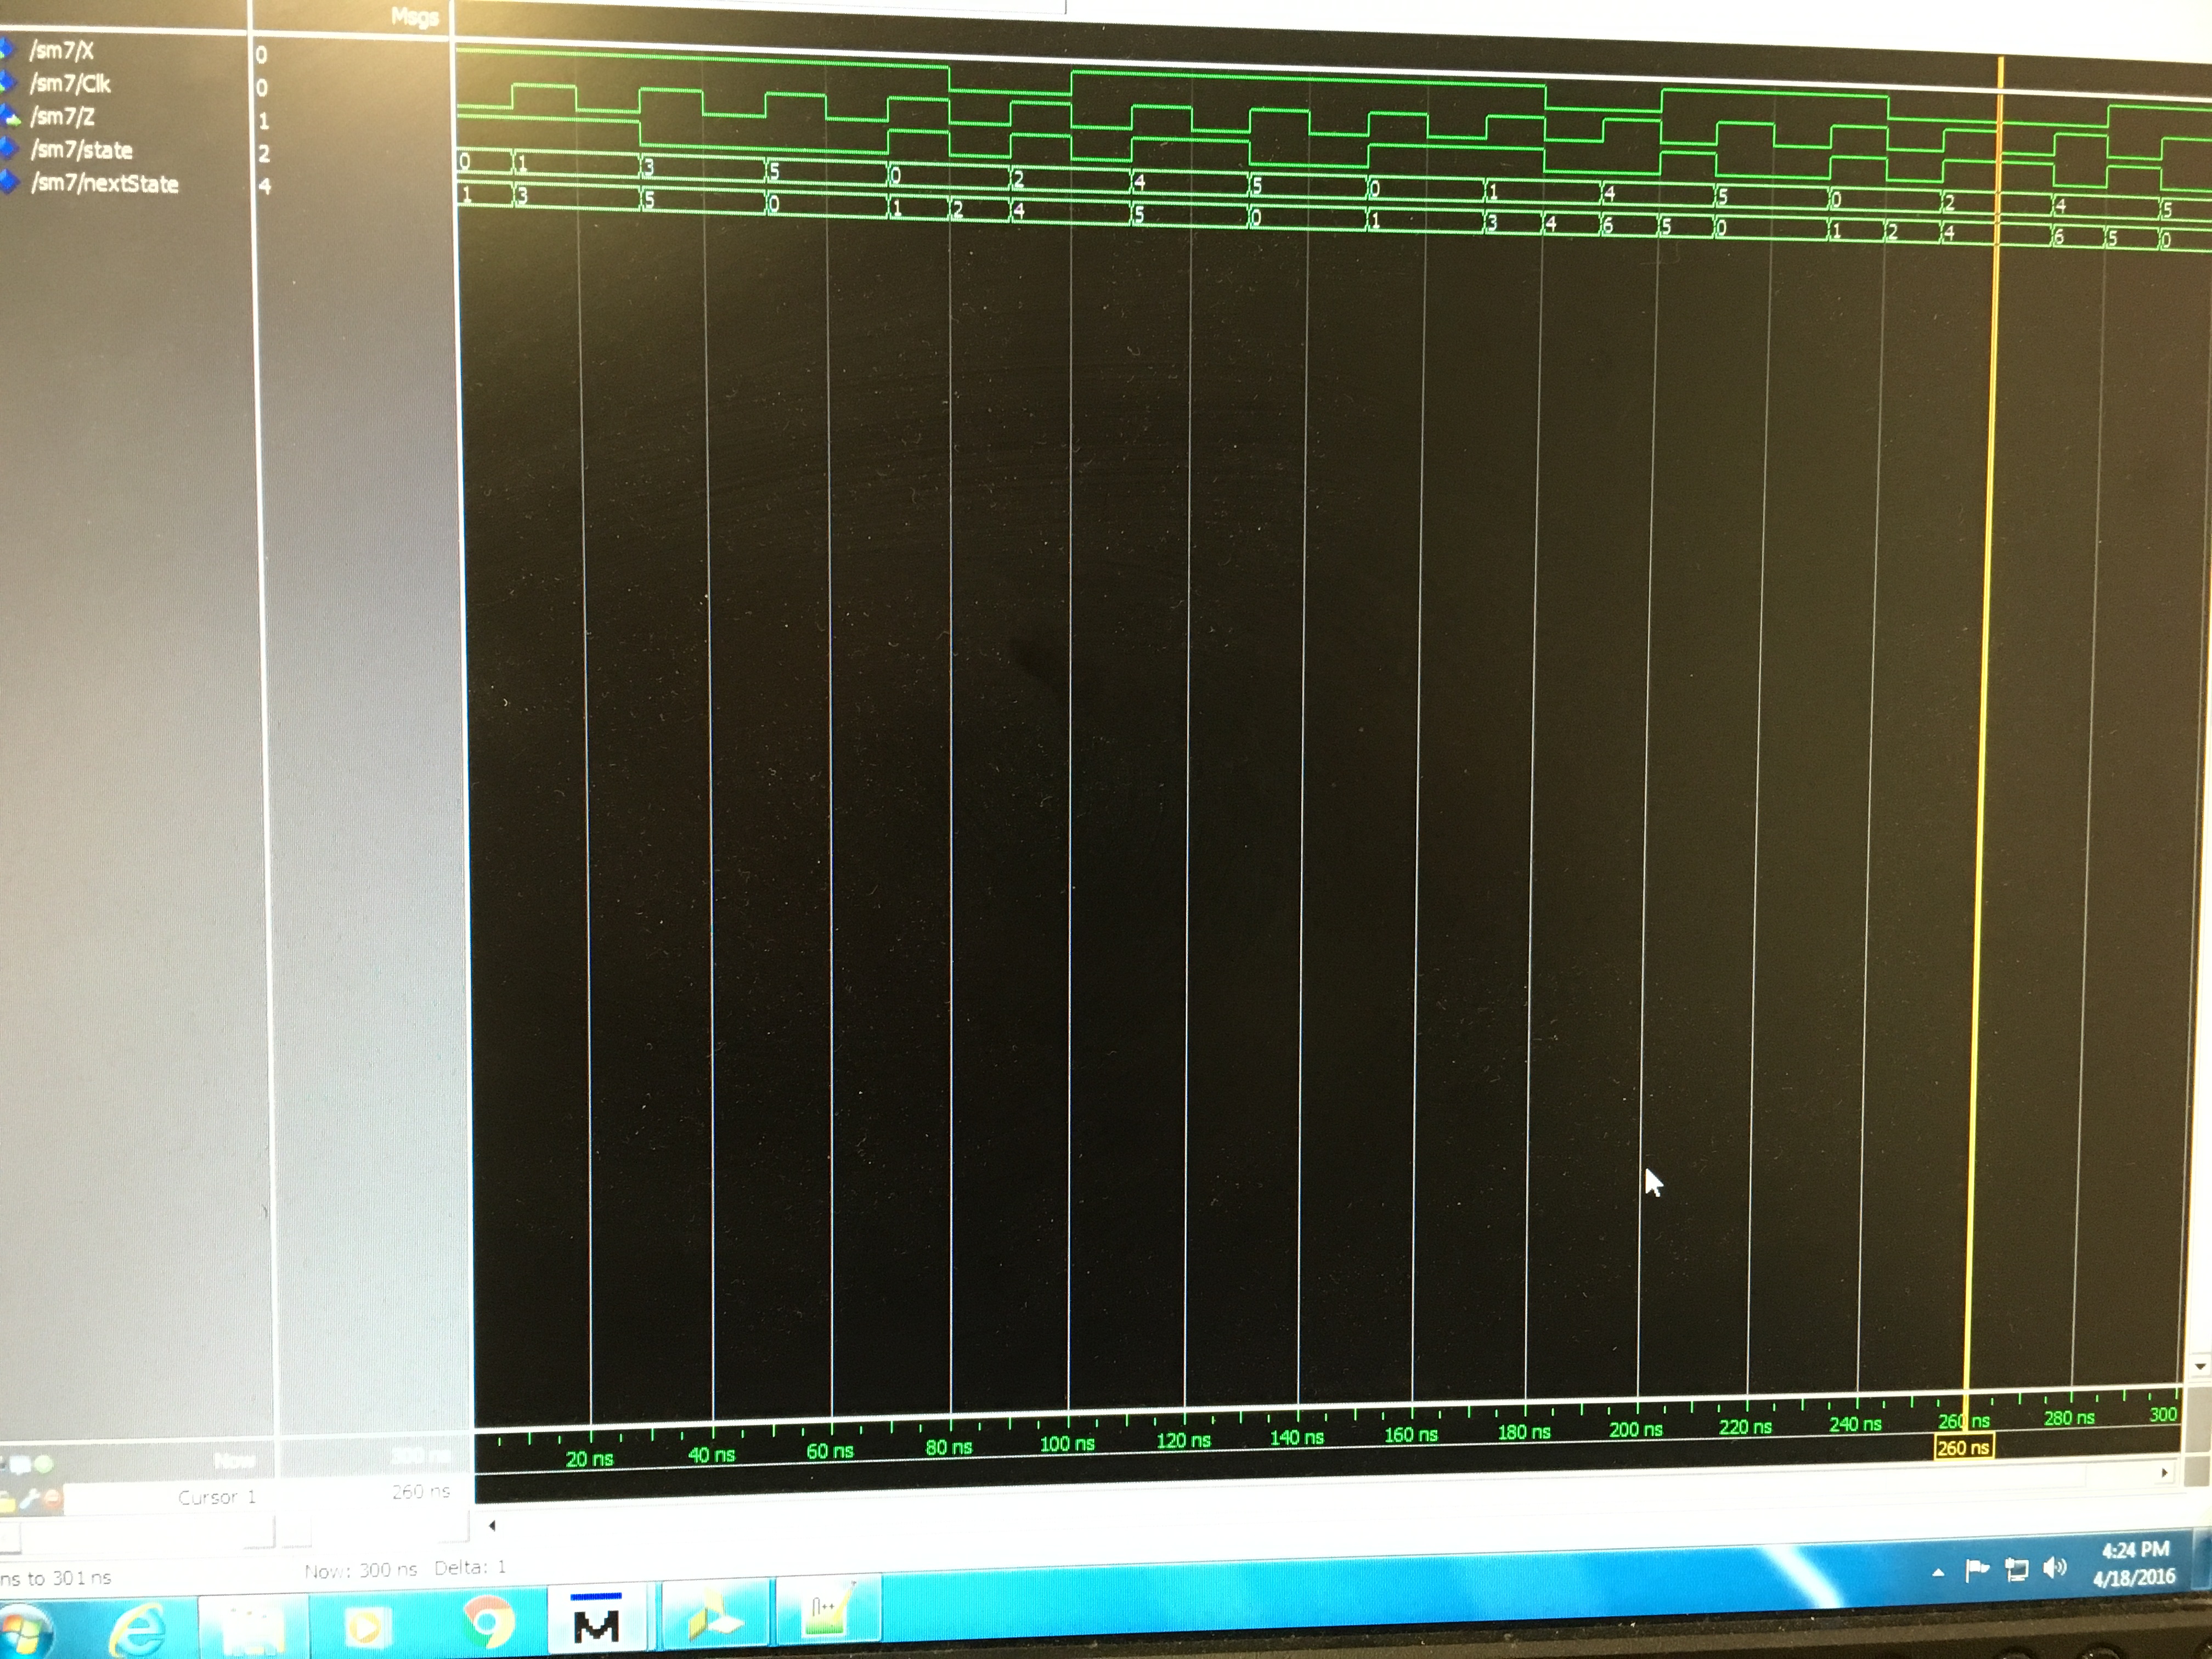 Msgs
/sm7/X 0
/sm7/Clk 0
/sm7/Z 1
/sm7/state 2 0 1 3 5 0 2 4 5 0 1 4 5 0 2 4 5
/sm7/nextState 4 1 3 5 0 1 2 4 5 0 1 3 4 6 5 0 1 2 4 6 5 0
20 ns 40 ns 60 ns 80 ns 100 ns 120 ns 140 ns 160 ns 180 ns 200 ns 220 ns 240 ns 260 ns 280 ns 300
Now 300 ns
Cursor 1 260 ns 260 ns
ns to 301 ns Now: 300 ns Delta: 1
M
4:24 PM
4/18/2016